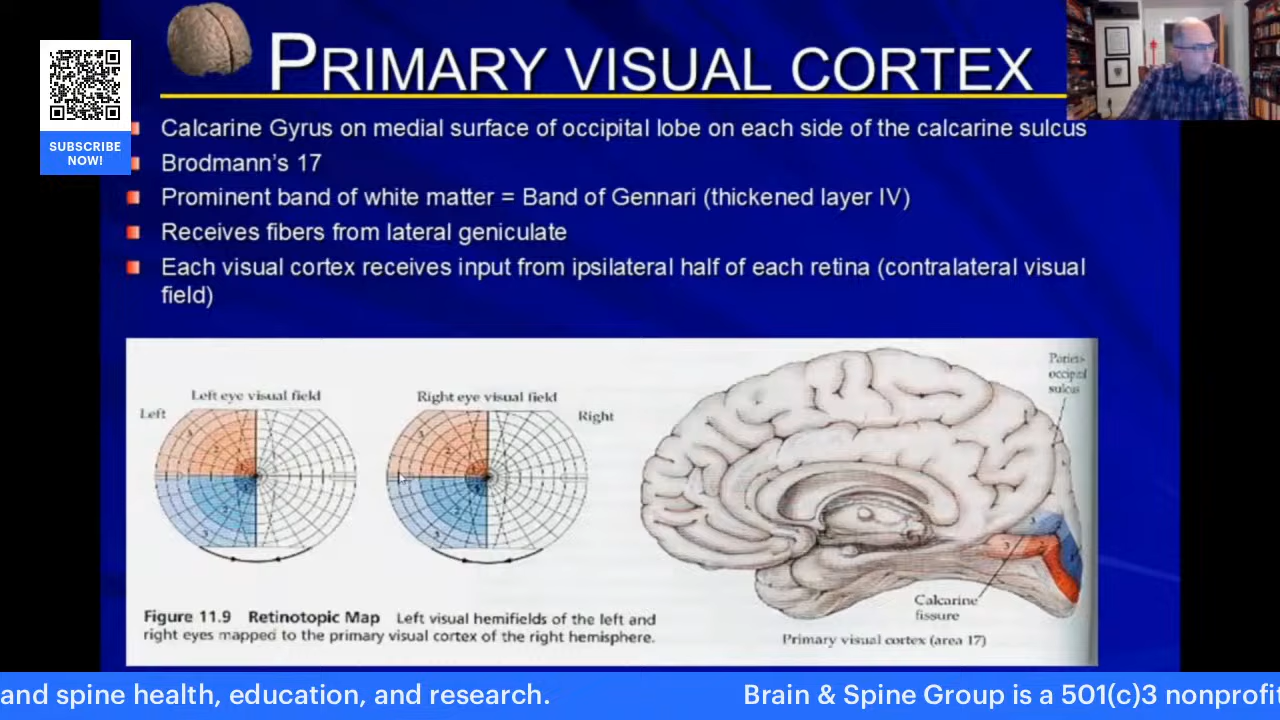 PRIMARY VISUAL CORTEX
SUBSCRIBE
NOW!
Calcarine Gyrus on medial surface of occipital lobe on each side of the calcarine sulcus
Brodmann's 17
Prominent band of white matter = Band of Gennari (thickened layer IV)
Receives fibers from lateral geniculate
Each visual cortex receives input from ipsilateral half of each retina (contralateral visual
field)
Left eye visual field
Right eye visual field
Left
Right
Parieto-
occipital
sulcus
Calcarine
fissure
Primary visual cortex (area 17)
Figure 11.9 Retinotopic Map Left visual hemifields of the left and
right eyes mapped to the primary visual cortex of the right hemisphere.
and spine health, education, and research. Brain & Spine Group is a 501(c)3 nonprofit